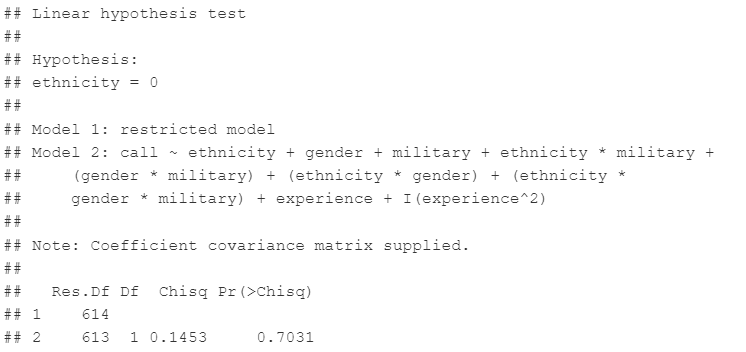 ## Linear hypothesis test
##
## Hypothesis:
## ethnicity = 0
##
## Model 1: restricted model
## Model 2: call ~ ethnicity + gender + military + ethnicity * military +
##     (gender * military) + (ethnicity * gender) + (ethnicity *
##     gender * military) + experience + I(experience^2)
##
## Note: Coefficient covariance matrix supplied.
##
##   Res.Df Df  Chisq Pr(>Chisq)
## 1    614
## 2    613  1 0.1453     0.7031